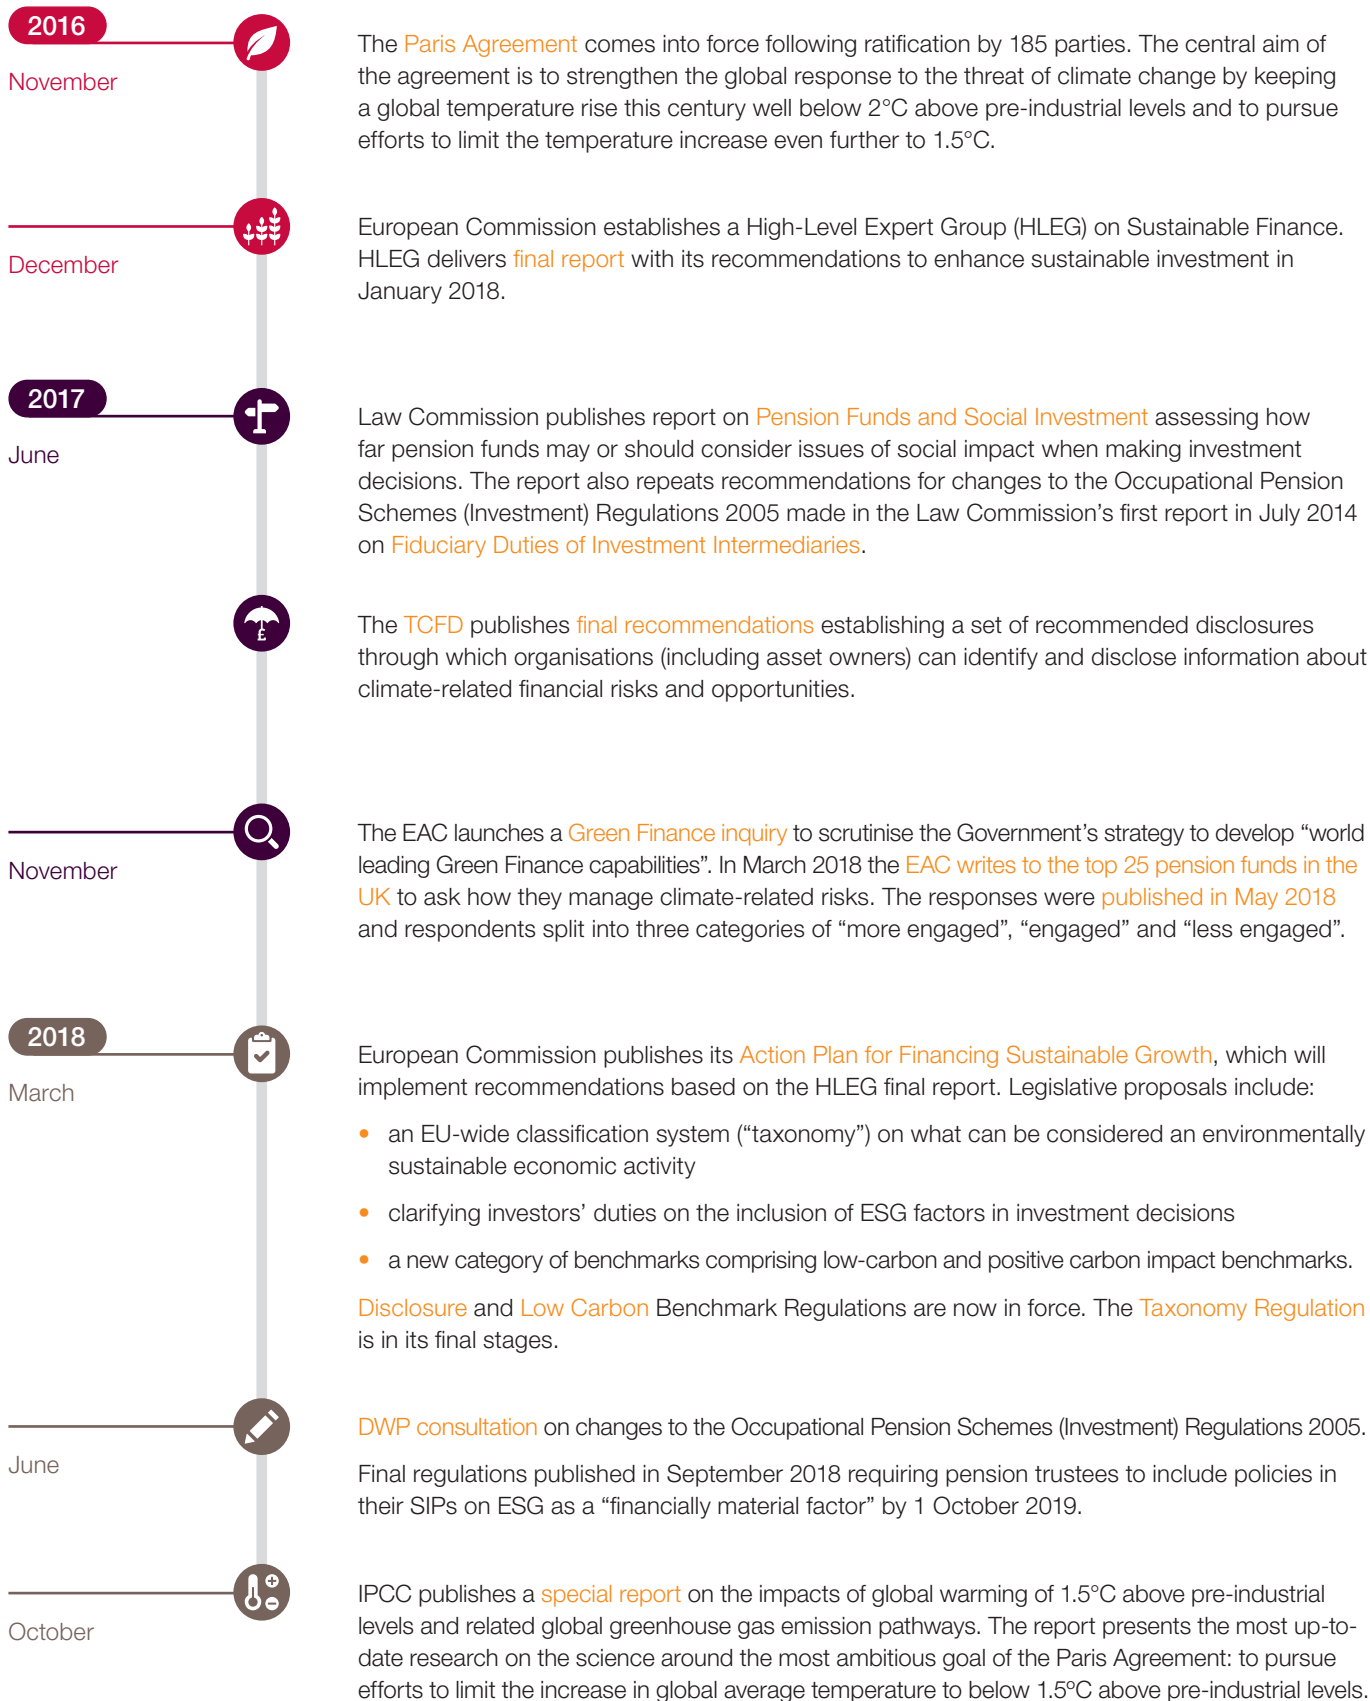 2016
November
The Paris Agreement comes into force following ratification by 185 parties. The central aim of
the agreement is to strengthen the global response to the threat of climate change by keeping
a global temperature rise this century well below 2°C above pre-industrial levels and to pursue
efforts to limit the temperature increase even further to 1.5°C.
December
European Commission establishes a High-Level Expert Group (HLEG) on Sustainable Finance.
HLEG delivers final report with its recommendations to enhance sustainable investment in
January 2018.
2017
June
Law Commission publishes report on Pension Funds and Social Investment assessing how
far pension funds may or should consider issues of social impact when making investment
decisions. The report also repeats recommendations for changes to the Occupational Pension
Schemes (Investment) Regulations 2005 made in the Law Commission's first report in July 2014
on Fiduciary Duties of Investment Intermediaries.
£
The TCFD publishes final recommendations establishing a set of recommended disclosures
through which organisations (including asset owners) can identify and disclose information about
climate-related financial risks and opportunities.
November
The EAC launches a Green Finance inquiry to scrutinise the Government's strategy to develop “world
leading Green Finance capabilities”. In March 2018 the EAC writes to the top 25 pension funds in the
UK to ask how they manage climate-related risks. The responses were published in May 2018
and respondents split into three categories of “more engaged”, “engaged” and “less engaged”.
2018
March
European Commission publishes its Action Plan for Financing Sustainable Growth, which will
implement recommendations based on the HLEG final report. Legislative proposals include:
• an EU-wide classification system (“taxonomy”) on what can be considered an environmentally
sustainable economic activity
• clarifying investors' duties on the inclusion of ESG factors in investment decisions
• a new category of benchmarks comprising low-carbon and positive carbon impact benchmarks.
Disclosure and Low Carbon Benchmark Regulations are now in force. The Taxonomy Regulation
is in its final stages.
June
DWP consultation on changes to the Occupational Pension Schemes (Investment) Regulations 2005.
Final regulations published in September 2018 requiring pension trustees to include policies in
their SIPs on ESG as a “financially material factor” by 1 October 2019.
October
IPCC publishes a special report on the impacts of global warming of 1.5°C above pre-industrial
levels and related global greenhouse gas emission pathways. The report presents the most up-to-
date research on the science around the most ambitious goal of the Paris Agreement: to pursue
efforts to limit the increase in global average temperature to below 1.5ºC above pre-industrial levels.